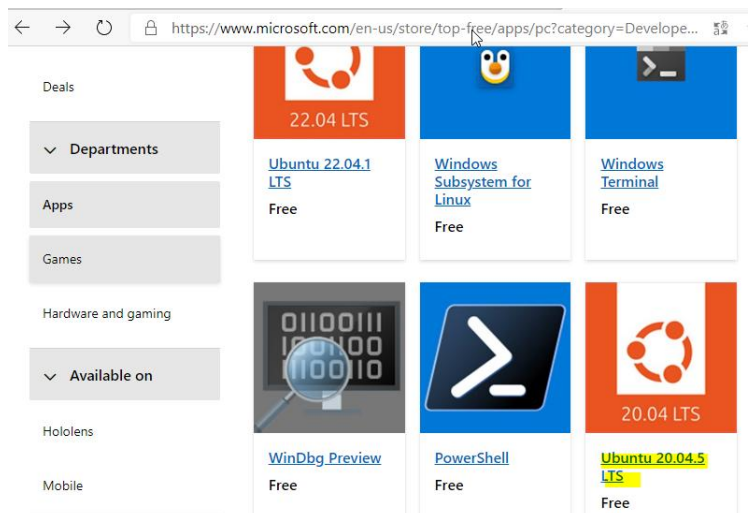 https://www.microsoft.com/en-us/store/top-free/apps/pc?category=Develope...
Deals
Departments
Apps
Games
Hardware and gaming
Available on
Hololens
Mobile
22.04 LTS
Ubuntu 22.04.1
LTS
Free
Windows
Subsystem for
Linux
Free
Windows
Terminal
Free
01100111
1001100
1100110
WinDbg Preview
Free
PowerShell
Free
20.04 LTS
Ubuntu 20.04.5
LTS
Free